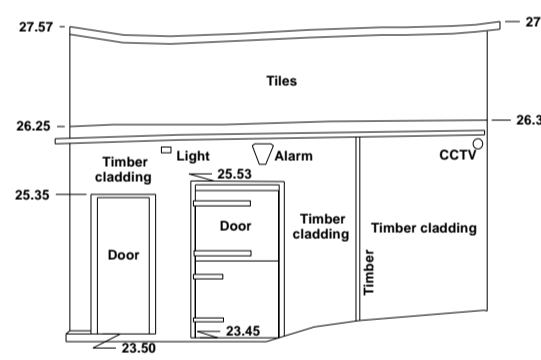 27.57
27
Tiles
26.25
26.3
Light
Alarm
CCTV
Timber
cladding
25.53
25.35
Door
Timber
cladding
Timber cladding
Door
Timber
23.45
23.50